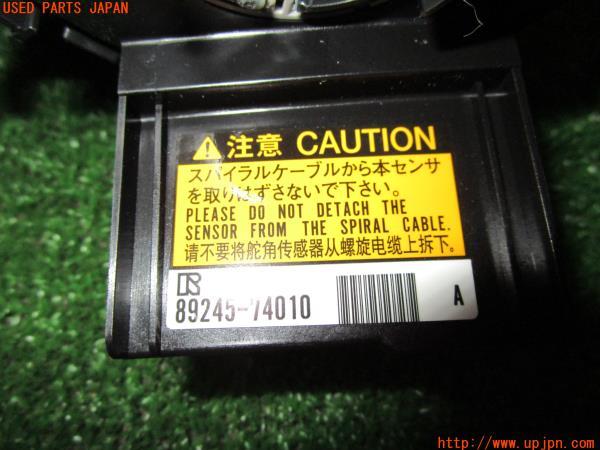 USED PARTS JAPAN
注意 CAUTION
スパイラルケーブルから本センサ
を取りはずさないで下さい。
PLEASE DO NOT DETACH THE
SENSOR FROM THE SPIRAL CABLE.
请不要将舵角传感器从螺旋电缆上拆下。
89245-74010
A
http://www.upjpn.com/